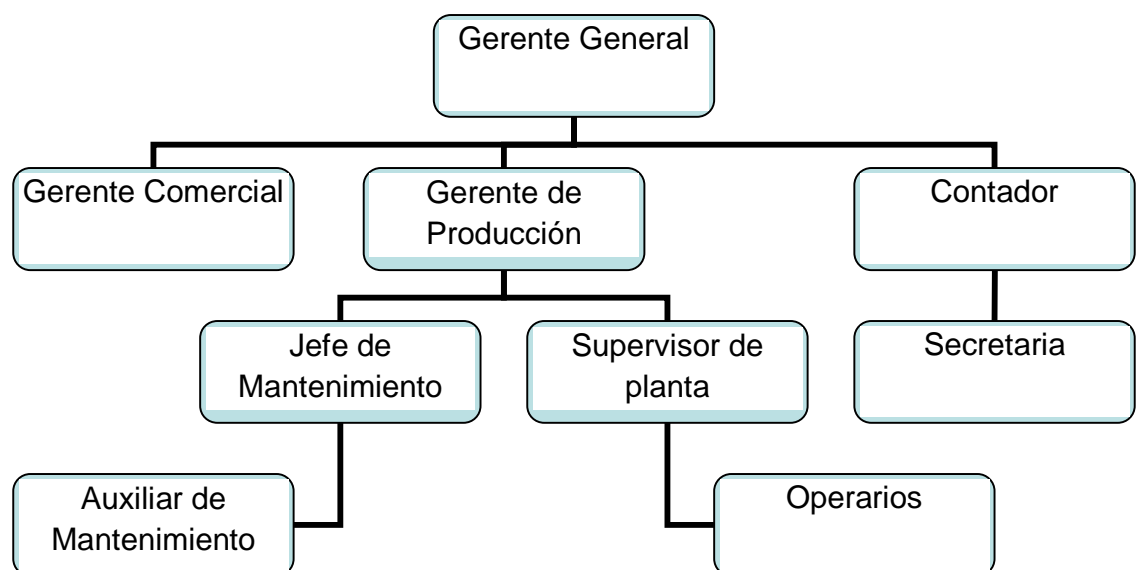 Gerente General
Gerente Comercial
Gerente de
Producción
Contador
Jefe de
Mantenimiento
Supervisor de
planta
Secretaria
Auxiliar de
Mantenimiento
Operarios